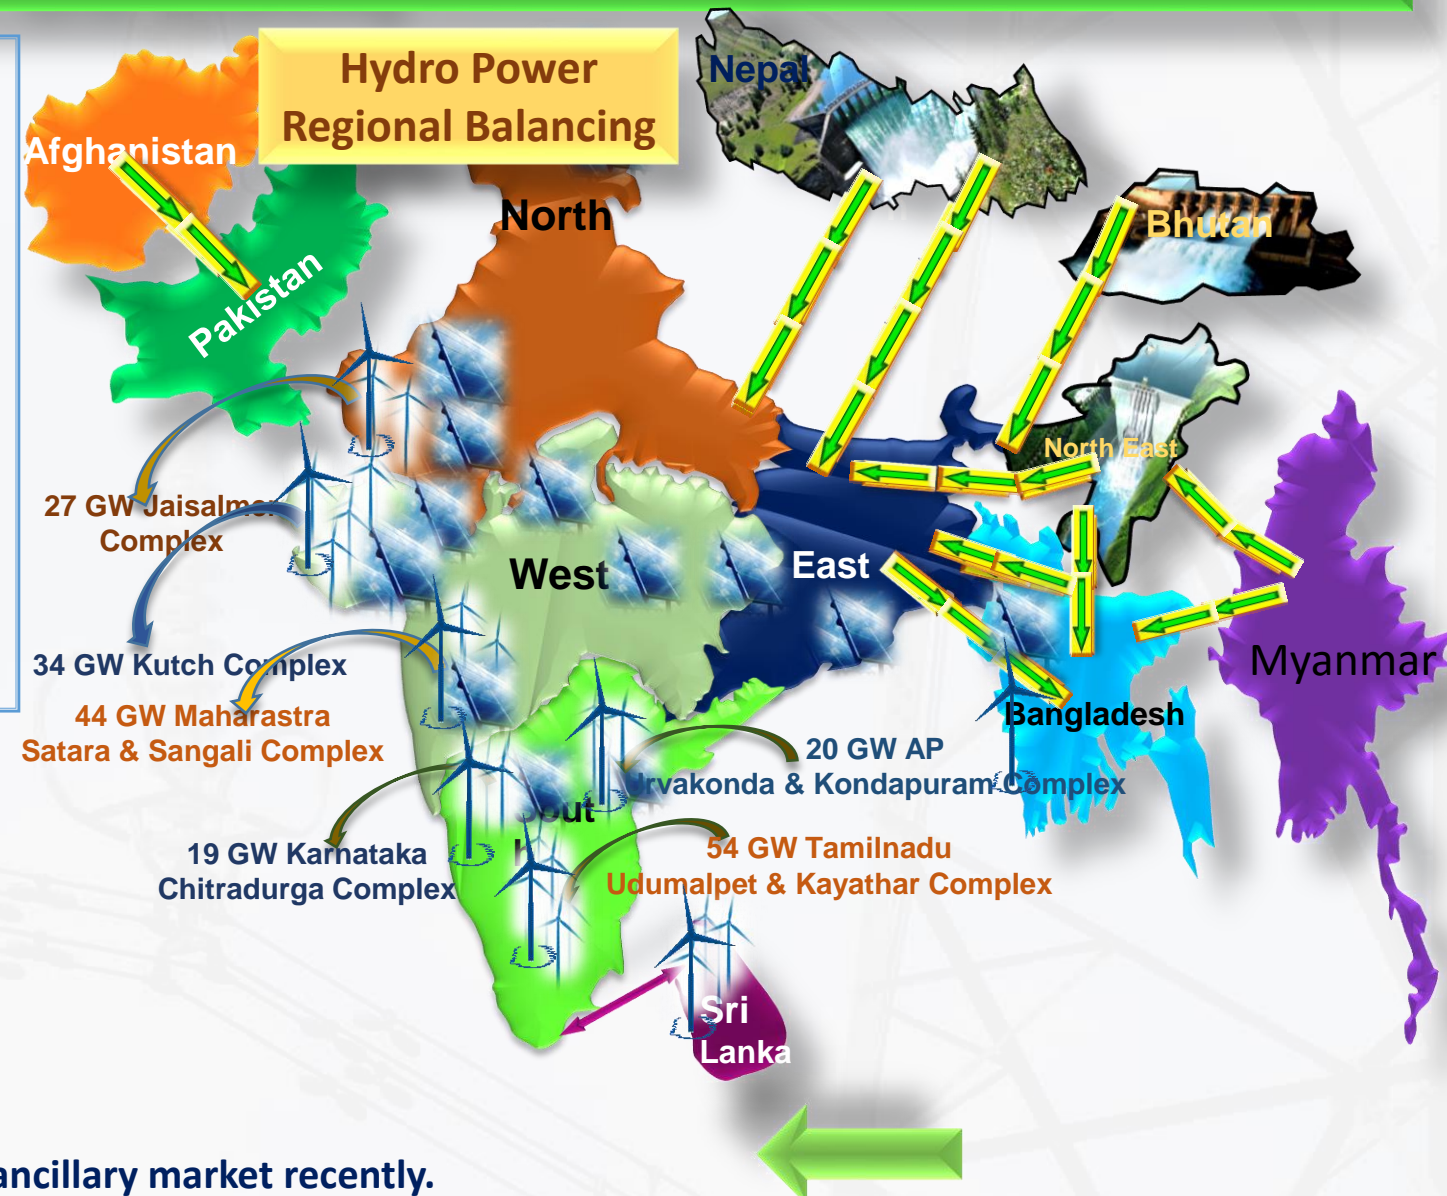 Hydro Power
Regional Balancing
Nepal
Afghanistan
North
Bhutan
Pakistan
North East
27 GW Jaisalmer
Complex
West
East
34 GW Kutch Complex
Myanmar
44 GW Maharastra
Satara & Sangali Complex
Bangladesh
20 GW AP
Urvakonda & Kondapuram Complex
Sout
h
19 GW Karnataka
Chitradurga Complex
54 GW Tamilnadu
Udumalpet & Kayathar Complex
Sri
Lanka
ancillary market recently.